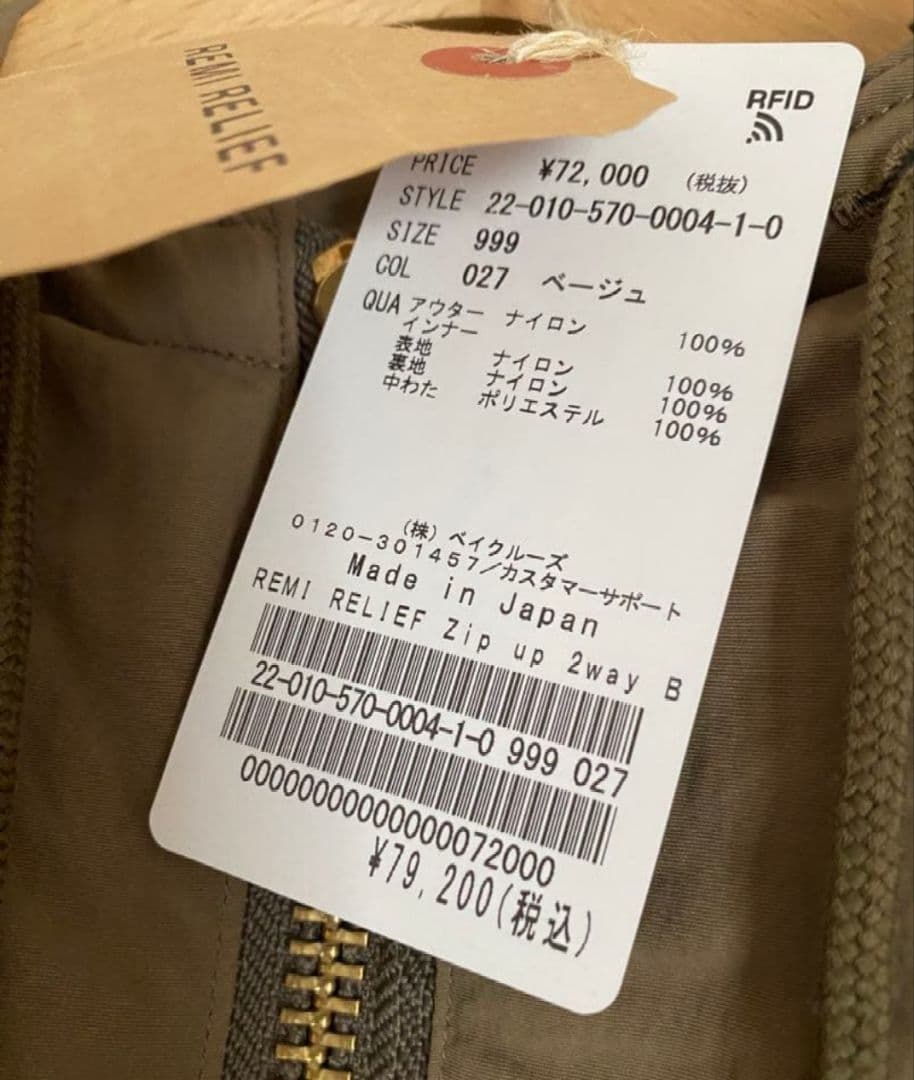 REMI RELIEF
RFID
PRICE ¥72,000 (税抜)
STYLE 22-010-570-0004-1-0
SIZE 999
COL 027 ベージュ
QUA アウター ナイロン 100%
インナー
表地 ナイロン 100%
裏地 ナイロン 100%
中わた ポリエステル 100%
(株)ベイクルーズ
0120-301457/カスタマーサポート
Made in Japan
REMI RELIEF Zip up 2way B
22-010-570-0004-1-0 999 027
0000000000000072000
¥79,200(税込)